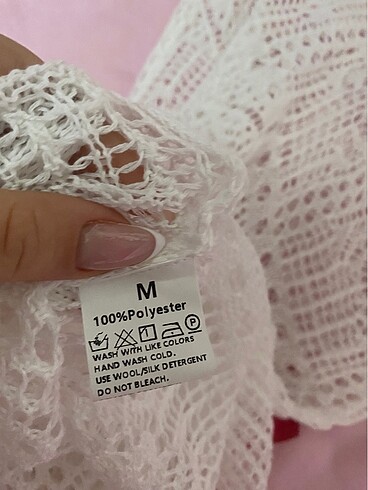 M
100%Polyester
P
WASH WITH LIKE COLORS
HAND WASH COLD.
USE WOOL/SILK DETERGENT
DO NOT BLEACH.